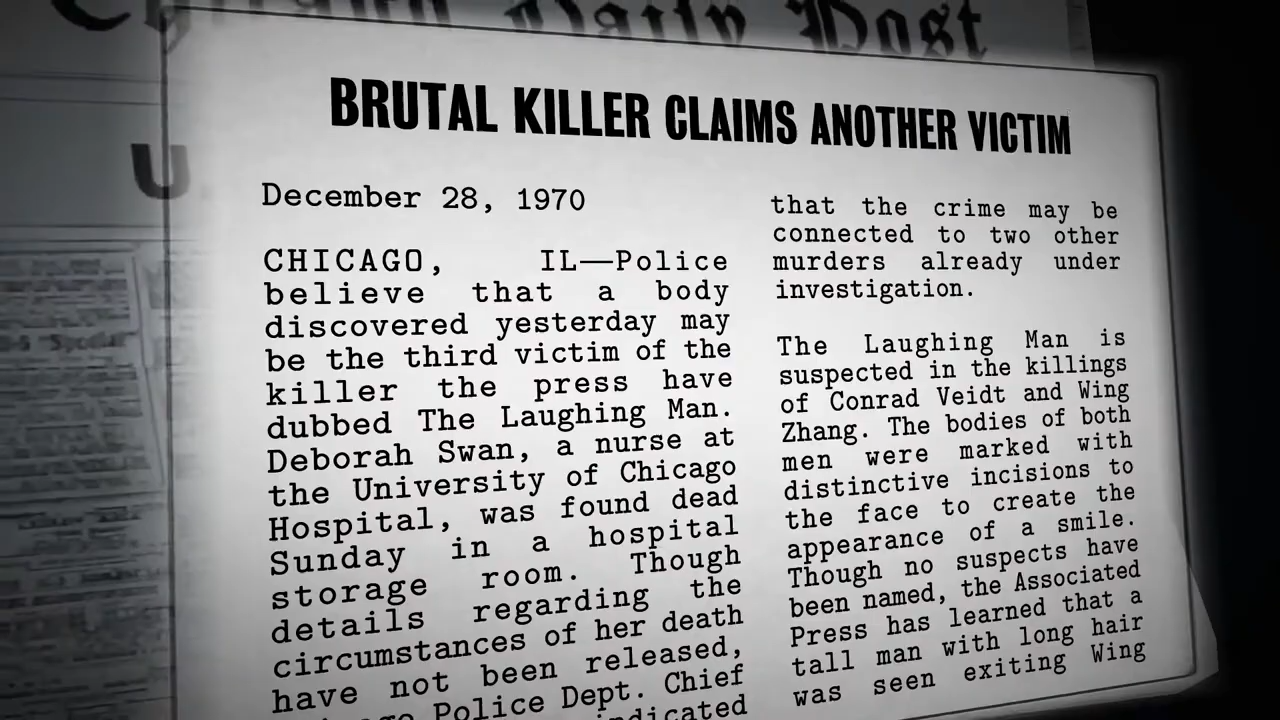 Daily Post
BRUTAL KILLER CLAIMS ANOTHER VICTIM
December 28, 1970
CHICAGO, IL—Police
believe that a body
discovered yesterday may
be the third victim of the
killer the press have
dubbed The Laughing Man.
Deborah Swan, a nurse at
the University of Chicago
Hospital, was found dead
Sunday in a hospital
storage room. Though
details regarding the
circumstances of her death
have not been released,
Police Dept. Chief
indicated
that the crime may be
connected to two other
murders already under
investigation.
The Laughing Man is
suspected in the killings
of Conrad Veidt and Wing
Zhang. The bodies of both
men were marked with
distinctive incisions to
the face to create the
appearance of a smile.
Though no suspects have
been named, the Associated
Press has learned that a
tall man with long hair
was seen exiting Wing